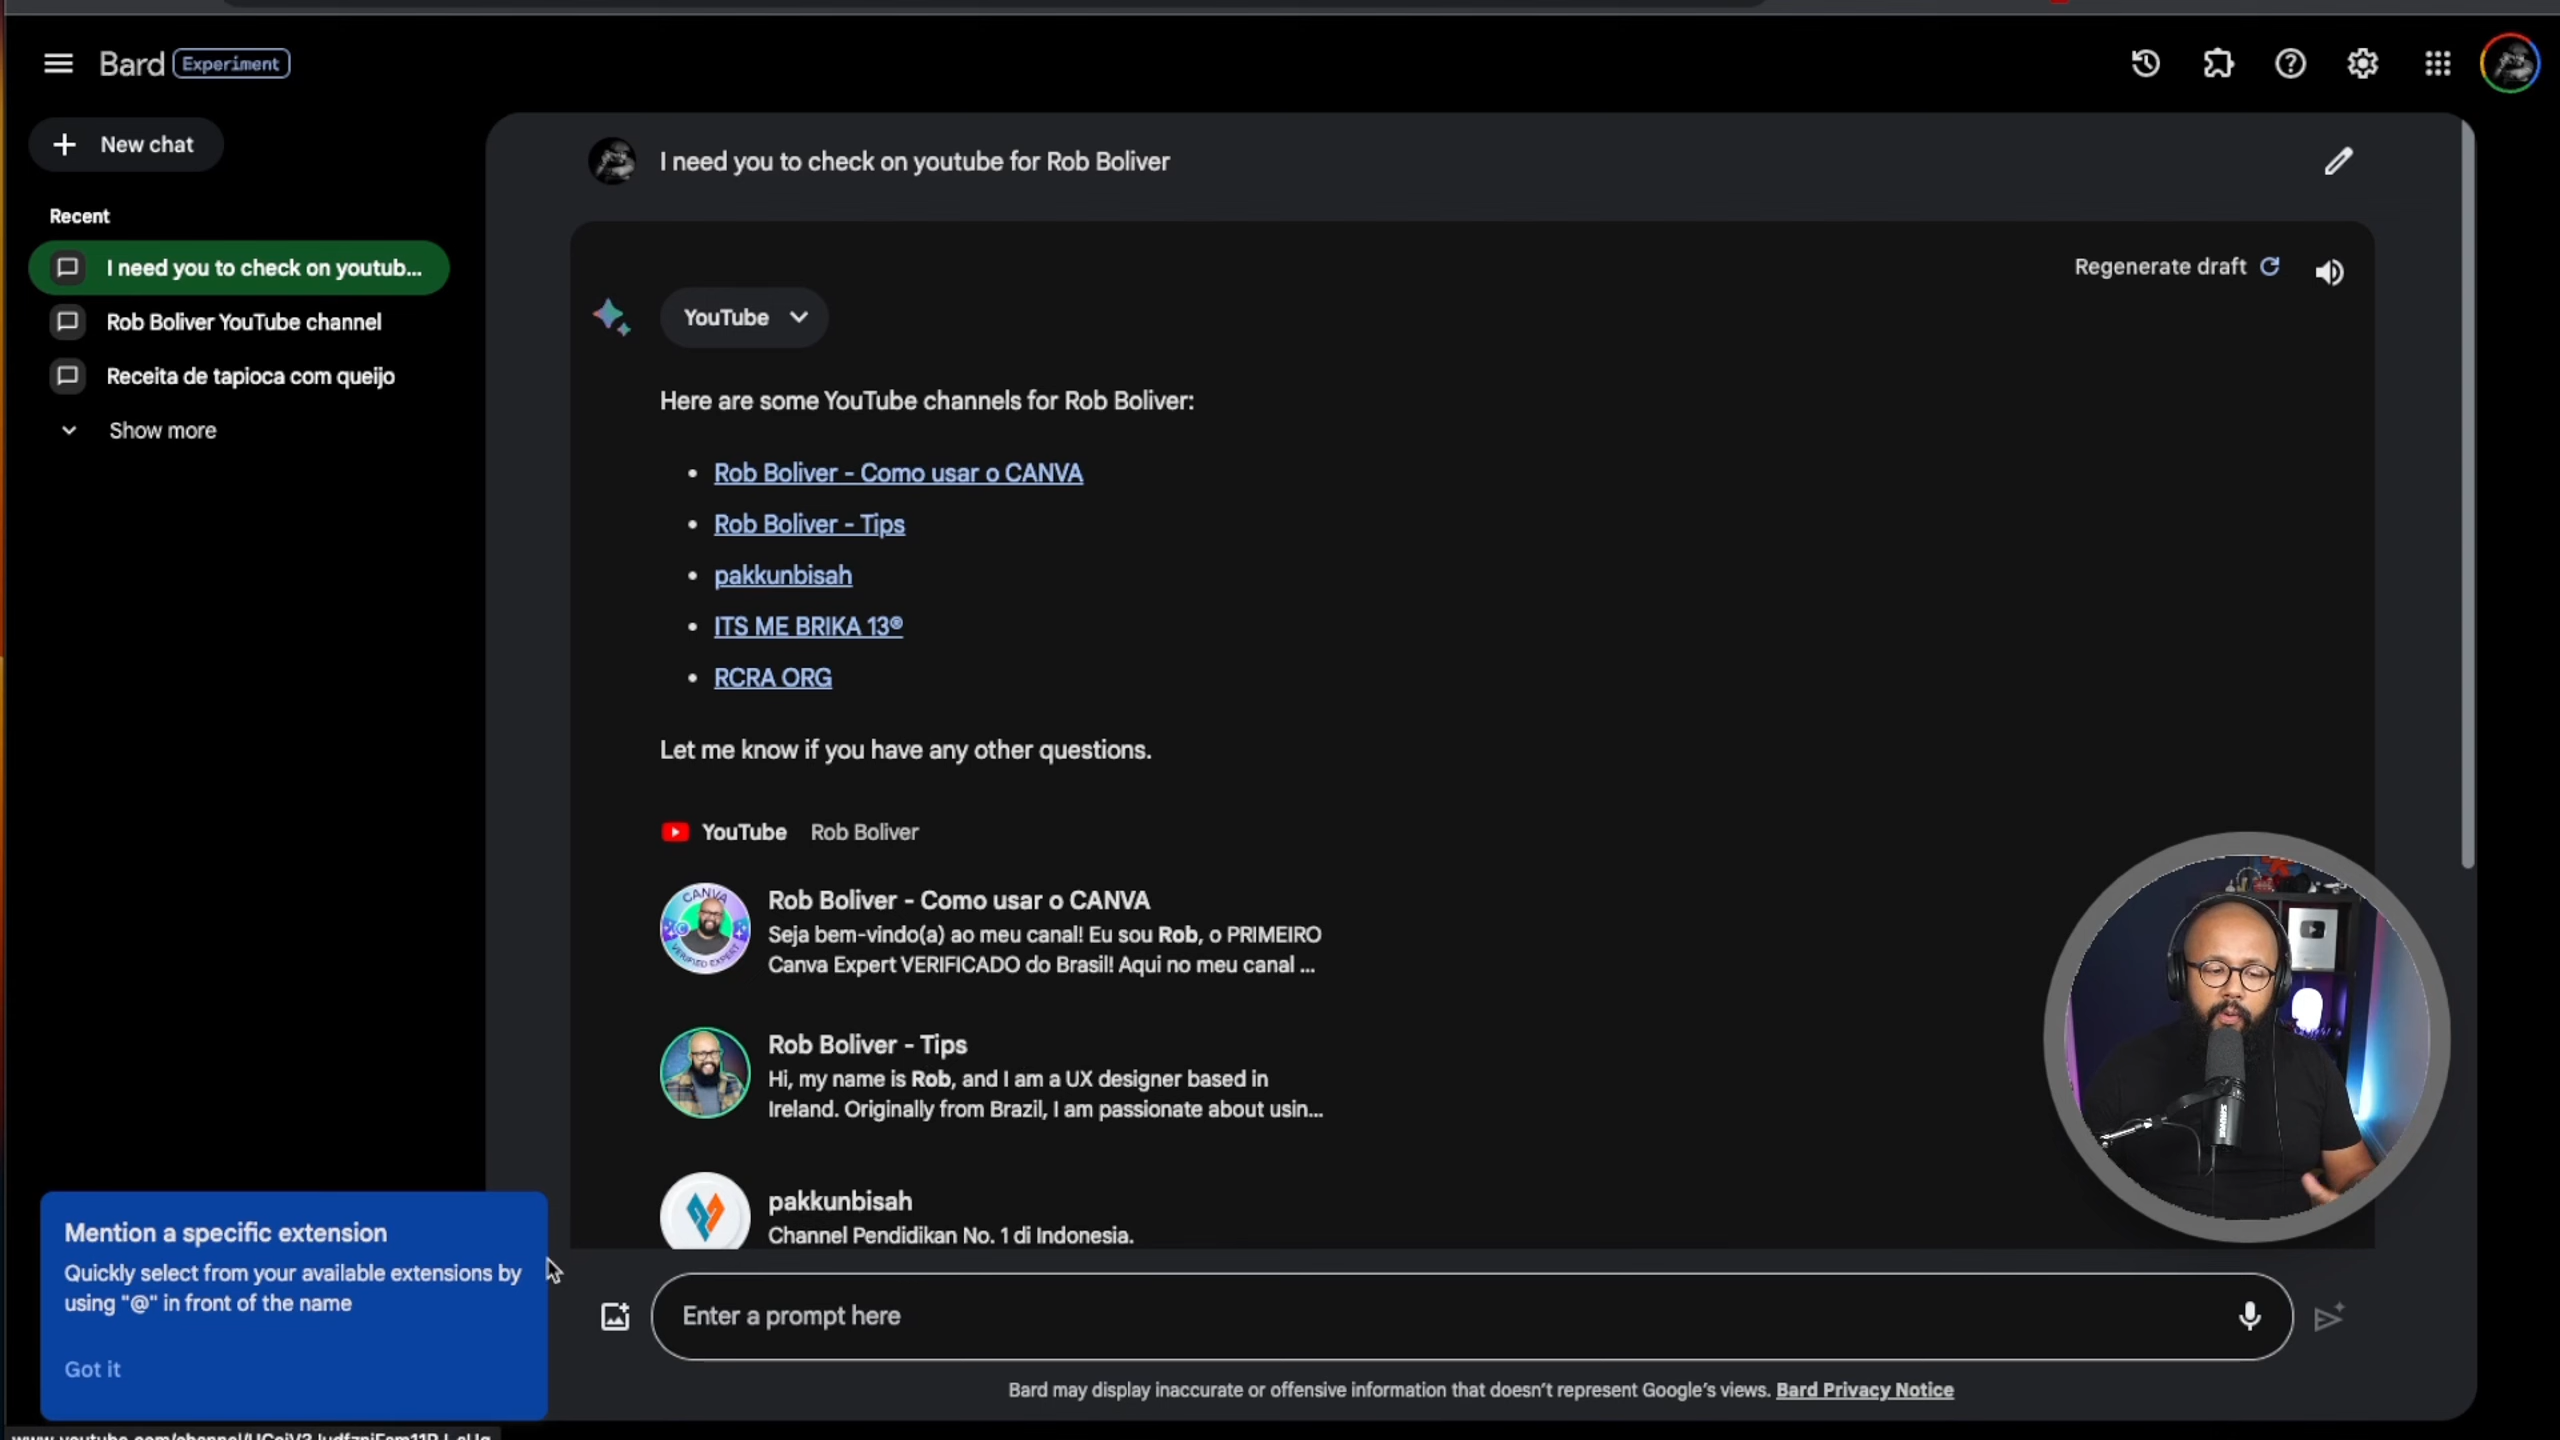 Bard Experiment
New chat
Recent
I need you to check on youtub...
Rob Boliver YouTube channel
Receita de tapioca com queijo
Show more
I need you to check on youtube for Rob Boliver
Regenerate draft
YouTube
Here are some YouTube channels for Rob Boliver:
• Rob Boliver - Como usar o CANVA
• Rob Boliver - Tips
• pakkunbisah
• ITS ME BRIKA 13®
• RCRA ORG
Let me know if you have any other questions.
YouTube Rob Boliver
CANVA
VERIFIED EXPERT
Rob Boliver - Como usar o CANVA
Seja bem-vindo(a) ao meu canal! Eu sou Rob, o PRIMEIRO
Canva Expert VERIFICADO do Brasil! Aqui no meu canal ...
Rob Boliver - Tips
Hi, my name is Rob, and I am a UX designer based in
Ireland. Originally from Brazil, I am passionate about usin...
pakkunbisah
Channel Pendidikan No. 1 di Indonesia.
SHURE
Mention a specific extension
Quickly select from your available extensions by
using "@" in front of the name
Got it
Enter a prompt here
Bard may display inaccurate or offensive information that doesn't represent Google's views. Bard Privacy Notice